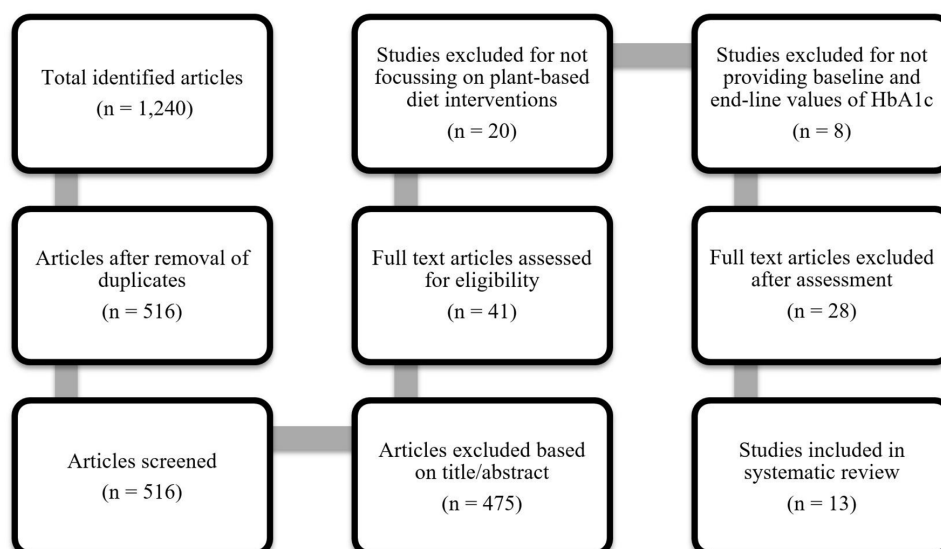 Total identified articles
(n = 1,240)
Articles after removal of
duplicates
(n = 516)
Articles screened
(n = 516)
Articles excluded based
on title/abstract
(n = 475)
Full text articles assessed
for eligibility
(n = 41)
Studies excluded for not
focussing on plant-based
diet interventions
(n = 20)
Studies excluded for not
providing baseline and
end-line values of HbA1c
(n = 8)
Full text articles excluded
after assessment
(n = 28)
Studies included in
systematic review
(n = 13)